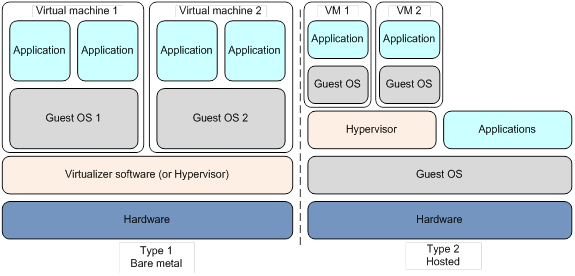 Virtual machine 1
Virtual machine 2
Application
Application
Application
Application
Guest OS 1
Guest OS 2
Virtualizer software (or Hypervisor)
Hardware
Type 1
Bare metal
VM 1
VM 2
Application
Application
Guest OS
Guest OS
Hypervisor
Applications
Guest OS
Hardware
Type 2
Hosted